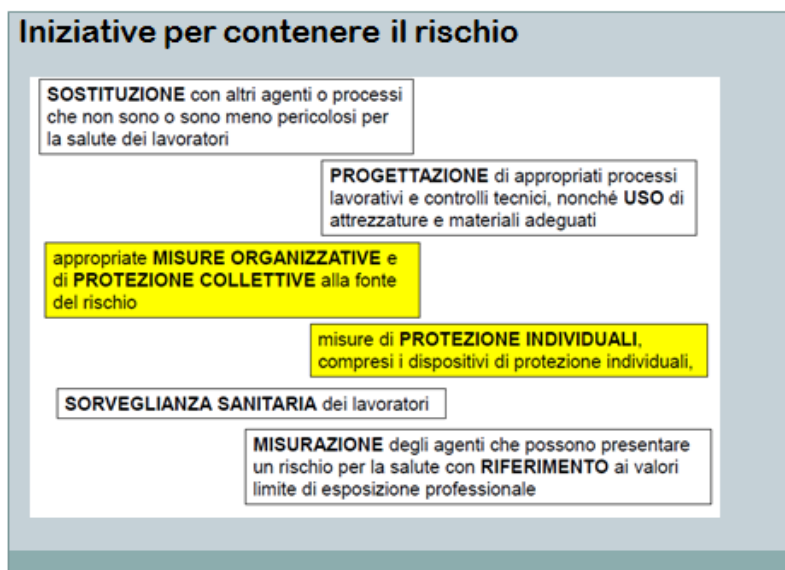 Iniziative per contenere il rischio
SOSTITUZIONE con altri agenti o processi
che non sono o sono meno pericolosi per
la salute dei lavoratori
PROGETTAZIONE di appropriati processi
lavorativi e controlli tecnici, nonché USO di
attrezzature e materiali adeguati
appropriate MISURE ORGANIZZATIVE e
di PROTEZIONE COLLETTIVE alla fonte
del rischio
misure di PROTEZIONE INDIVIDUALI,
compresi i dispositivi di protezione individuali,
SORVEGLIANZA SANITARIA dei lavoratori
MISURAZIONE degli agenti che possono presentare
un rischio per la salute con RIFERIMENTO ai valori
limite di esposizione professionale